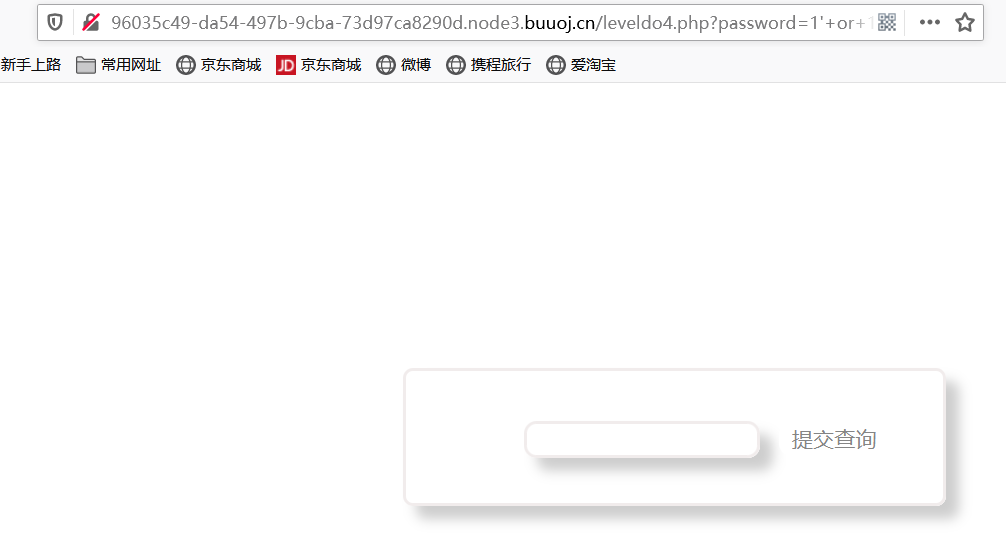 96035c49-da54-497b-9cba-73d97ca8290d.node3.buuoj.cn/leveldo4.php?password=1'+or+1
新手上路 常用网址 京东商城 JD 京东商城 微博 携程旅行 爱淘宝
提交查询